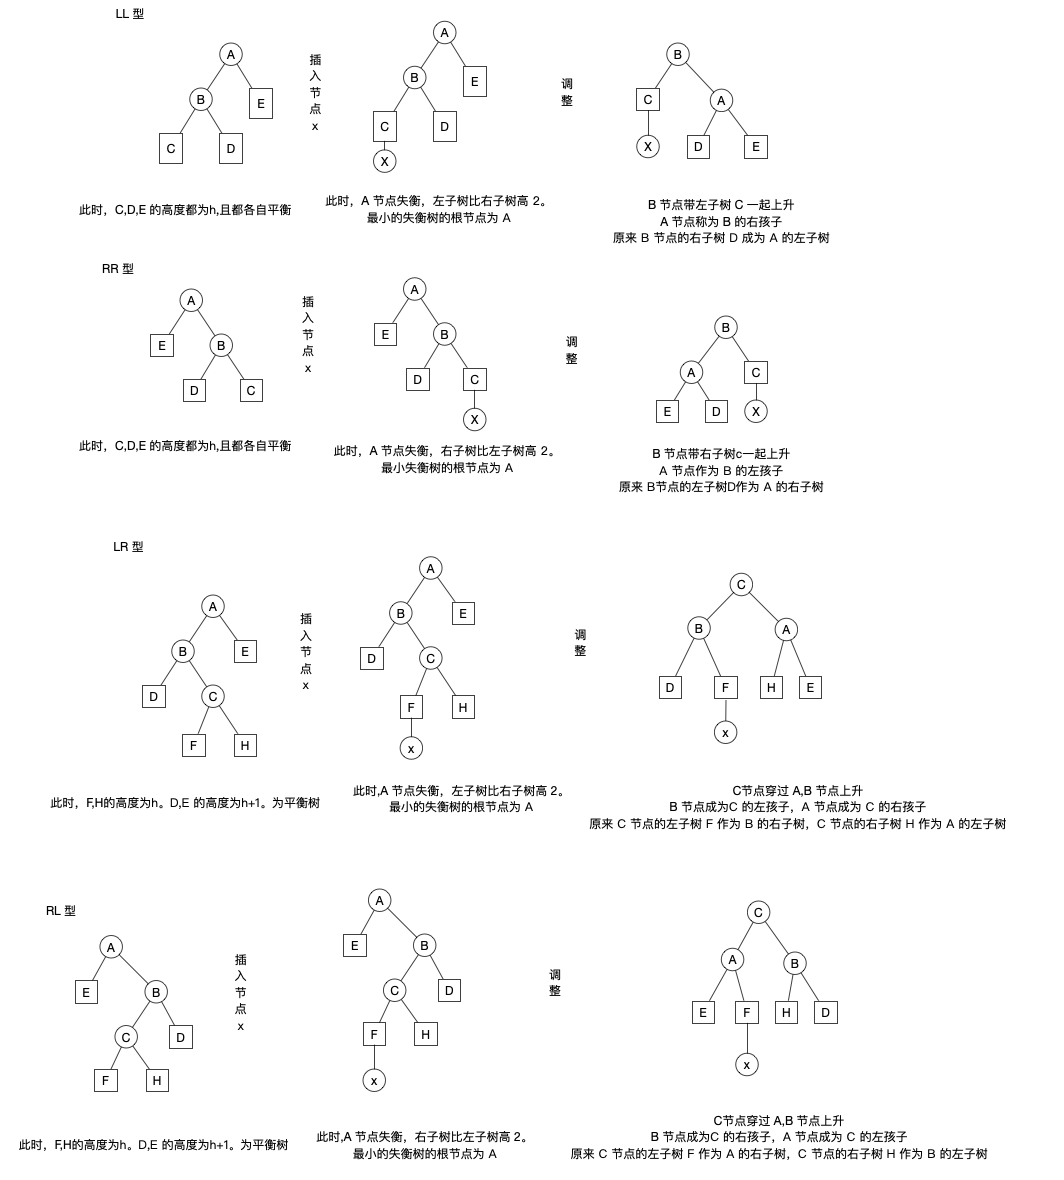 LL 型
A
B
E
C
D
此时，C,D,E 的高度都为h,且都各自平衡
插
入
节
点
x
A
B
E
C
D
X
此时，A 节点失衡，左子树比右子树高 2。
最小的失衡树的根节点为 A
调
整
B
C
A
X
D
E
B 节点带左子树 C 一起上升
A 节点称为 B 的右孩子
原来 B 节点的右子树 D 成为 A 的左子树
RR 型
A
E
B
D
C
此时，C,D,E 的高度都为h,且都各自平衡
插
入
节
点
x
A
E
B
D
C
X
此时，A 节点失衡，右子树比左子树高 2。
最小失衡树的根节点为 A
调
整
B
A
C
E
D
X
B 节点带右子树c一起上升
A 节点作为 B 的左孩子
原来 B节点的左子树D作为 A 的右子树
LR 型
A
B
E
D
C
F
H
此时，F,H的高度为h。D,E 的高度为h+1。为平衡树
插
入
节
点
x
A
B
E
D
C
F
H
x
此时,A 节点失衡，左子树比右子树高 2。
最小的失衡树的根节点为 A
调
整
C
B
A
D
F
H
E
x
C节点穿过 A,B 节点上升
B 节点成为C 的左孩子，A 节点成为 C 的右孩子
原来 C 节点的左子树 F 作为 B 的右子树，C 节点的右子树 H 作为 A 的左子树
RL 型
A
E
B
C
D
F
H
此时，F,H的高度为h。D,E 的高度为h+1。为平衡树
插
入
节
点
x
A
E
B
C
D
F
H
x
此时,A 节点失衡，右子树比左子树高 2。
最小的失衡树的根节点为 A
调
整
C
A
B
E
F
H
D
x
C节点穿过 A,B 节点上升
B 节点成为C 的右孩子，A 节点成为 C 的左孩子
原来 C 节点的左子树 F 作为 A 的右子树，C 节点的右子树 H 作为 B 的左子树